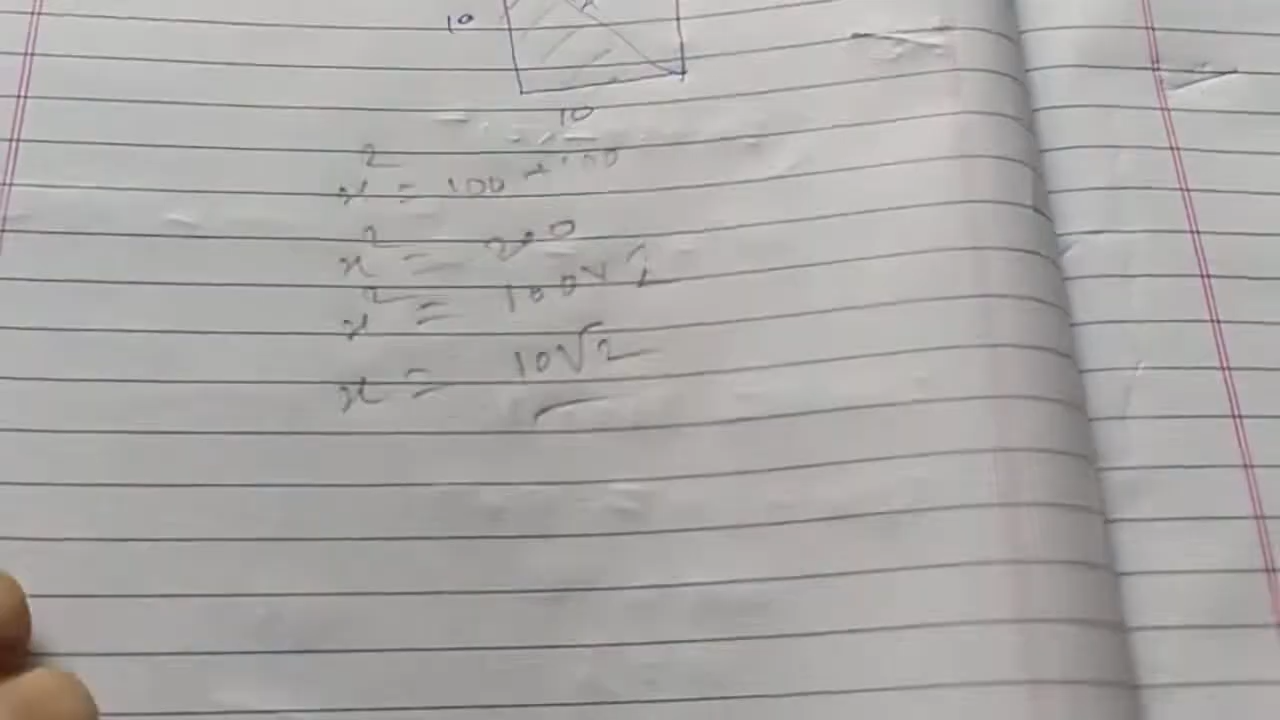 10
10
x² = 100 + 100
x² = 200
x² = 100 × 2
x = 10√2